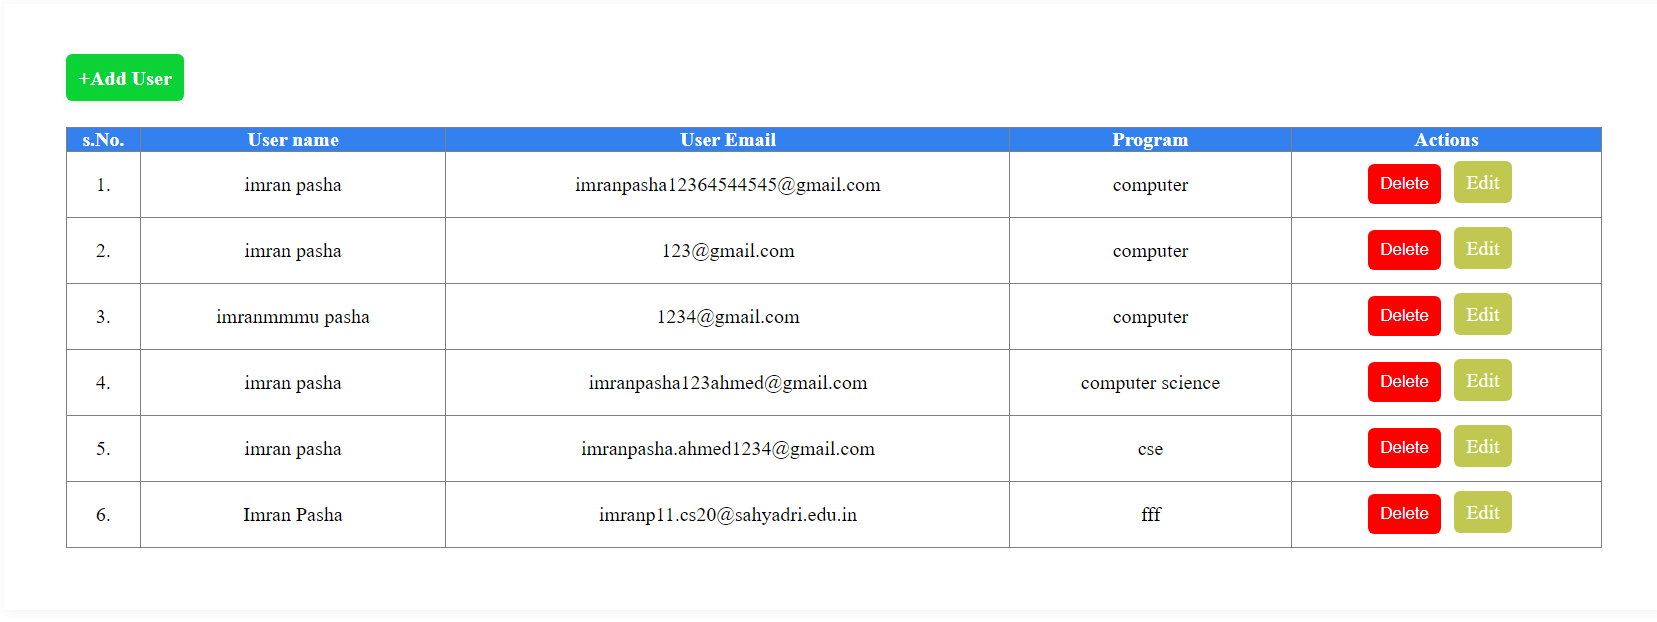 +Add User
s.No. User name User Email Program Actions
1. imran pasha imranpasha12364544545@gmail.com computer Delete Edit
2. imran pasha 123@gmail.com computer Delete Edit
3. imranmmmu pasha 1234@gmail.com computer Delete Edit
4. imran pasha imranpasha123ahmed@gmail.com computer science Delete Edit
5. imran pasha imranpasha.ahmed1234@gmail.com cse Delete Edit
6. Imran Pasha imranp11.cs20@sahyadri.edu.in fff Delete Edit